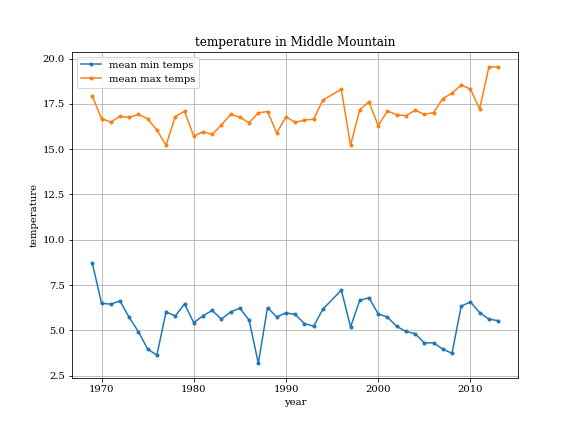 temperature in Middle Mountain
mean min temps
mean max temps
20.0
17.5
15.0
12.5
10.0
7.5
5.0
2.5
temperature
1970 1980 1990 2000 2010
year